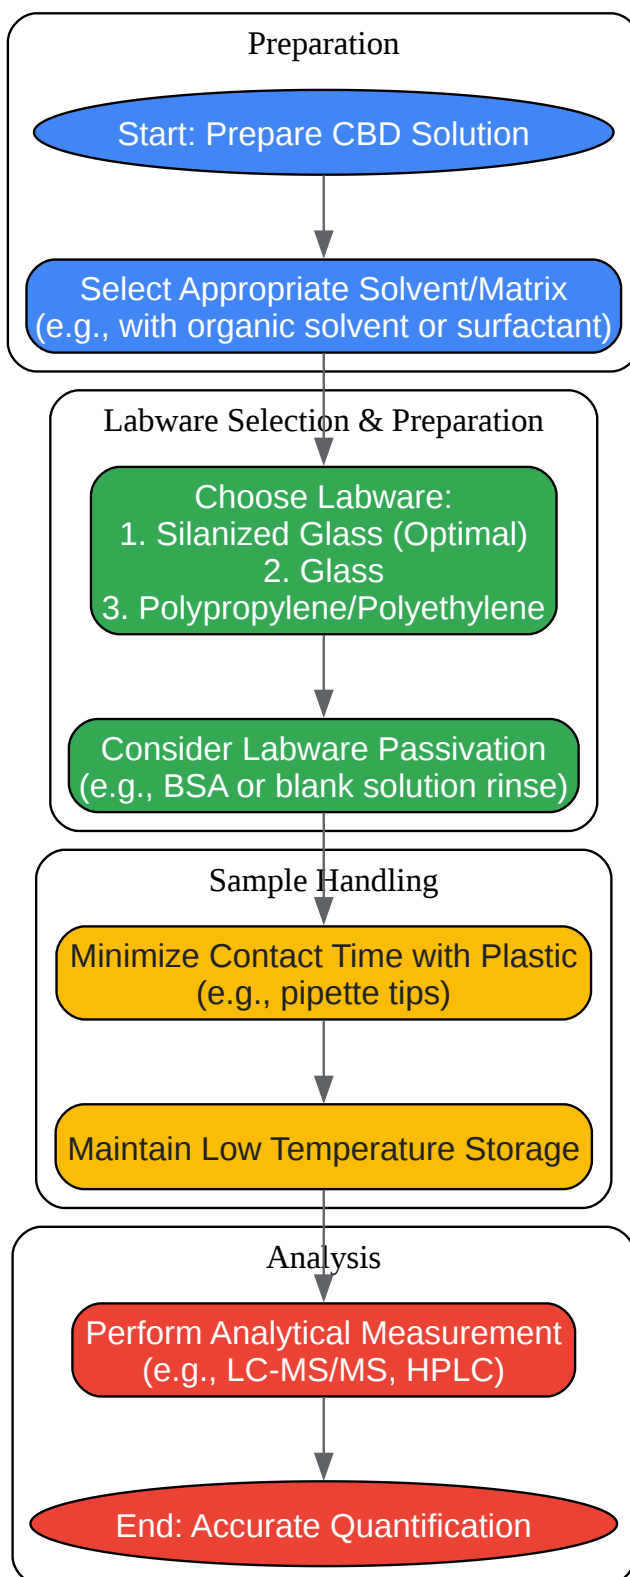 Preparation
Start: Prepare CBD Solution
Select Appropriate Solvent/Matrix
(e.g., with organic solvent or surfactant)
Labware Selection & Preparation
Choose Labware:
1. Silanized Glass (Optimal)
2. Glass
3. Polypropylene/Polyethylene
Consider Labware Passivation
(e.g., BSA or blank solution rinse)
Sample Handling
Minimize Contact Time with Plastic
(e.g., pipette tips)
Maintain Low Temperature Storage
Analysis
Perform Analytical Measurement
(e.g., LC-MS/MS, HPLC)
End: Accurate Quantification